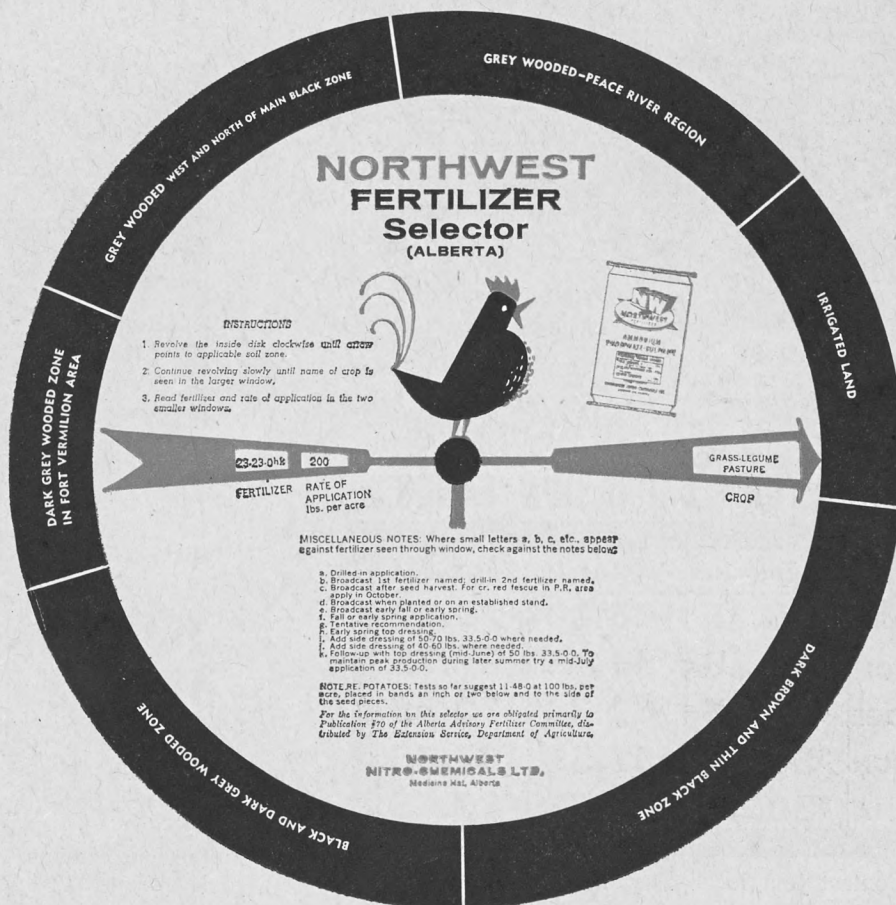 GREY WOODED-PEACE RIVER REGION
GREY WOODED WEST AND NORTH OF MAIN BLACK ZONE
IRRIGATED LAND
DARK GREY WOODED ZONE
IN FORT VERMILION AREA
DARK BROWN AND THIN BLACK ZONE
BLACK AND DARK GREY WOODED ZONE
NORTHWEST
FERTILIZER
Selector
(ALBERTA)
NW
NORTHWEST
INSTRUCTIONS
1. Revolve the inside disk clockwise until arrow
points to applicable soil zone.
2. Continue revolving slowly until name of crop is
seen in the larger window.
3. Read fertilizer and rate of application in the two
smaller windows.
23-23-0hk
200
FERTILIZER
RATE OF
APPLICATION
lbs. per acre
GRASS-LEGUME
PASTURE
CROP
MISCELLANEOUS NOTES: Where small letters a, b, c, etc., appear
against fertilizer seen through window, check against the notes below:
a. Drilled-in application.
b. Broadcast 1st fertilizer named; drill-in 2nd fertilizer named.
c. Broadcast after seed harvest. For cr. red fescue in P.R. area
apply in October.
d. Broadcast when planted or on an established stand.
e. Broadcast early fall or early spring.
f. Fall or early spring application.
g. Tentative recommendation.
h. Early spring top dressing.
i. Add side dressing of 50-70 lbs. 33.5-0-0 where needed.
j. Add side dressing of 40-60 lbs. where needed.
k. Follow-up with top dressing (mid-June) of 50 lbs. 33.5-0-0. To
maintain peak production during later summer try a mid-July
application of 33.5-0-0.
NOTE RE. POTATOES: Tests so far suggest 11-48-0 at 100 lbs. per
acre, placed in bands an inch or two below and to the side of
the seed pieces.
For the information on this selector we are obligated primarily to
Publication #70 of the Alberta Advisory Fertilizer Committee, dis-
tributed by The Extension Service, Department of Agriculture.
NORTHWEST
NITRO-CHEMICALS LTD.
Medicine Hat, Alberta